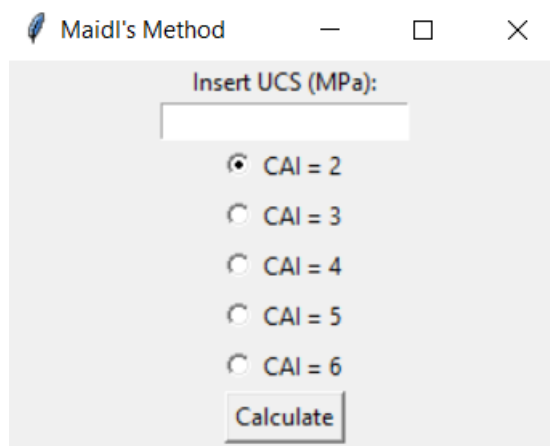 Maidl's Method
Insert UCS (MPa):
CAI = 2
CAI = 3
CAI = 4
CAI = 5
CAI = 6
Calculate